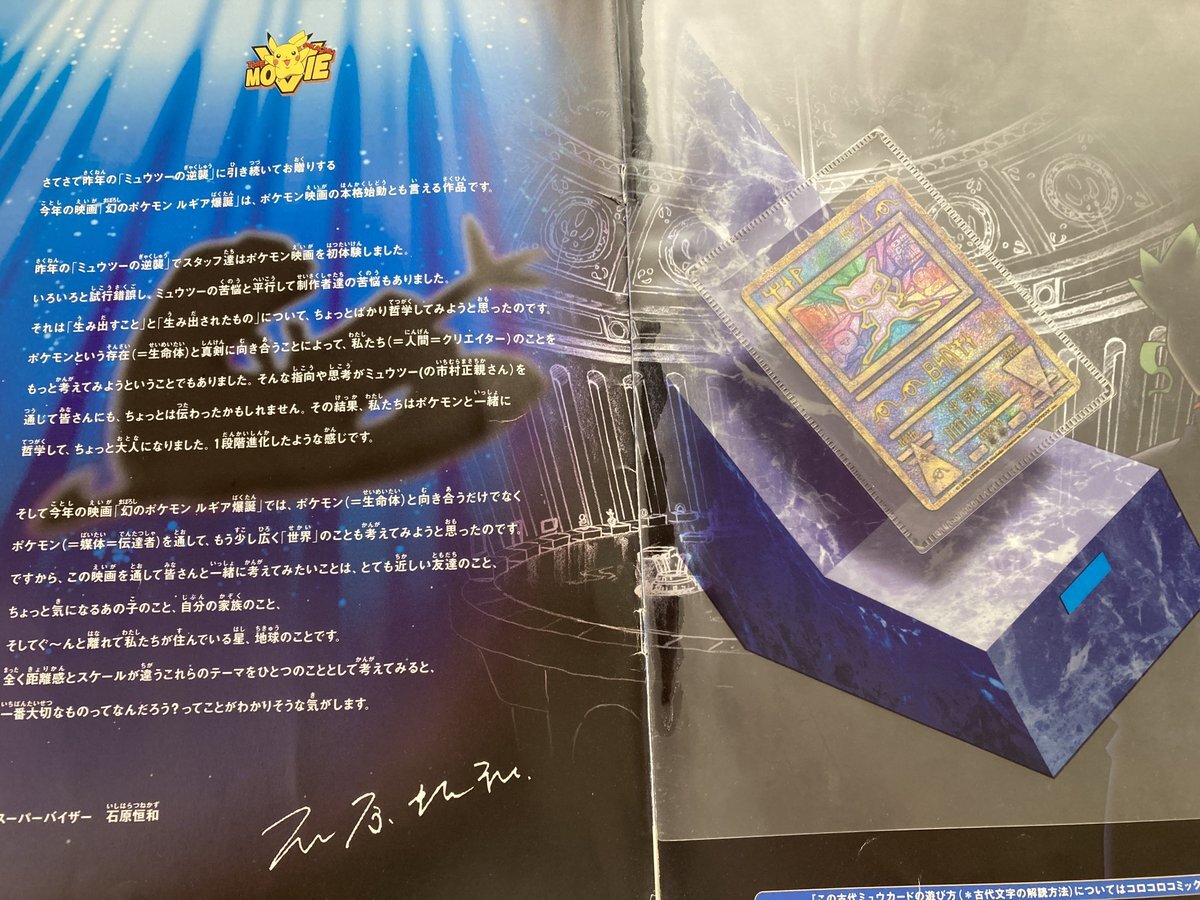 MOVIE
さてさて昨年の「ミュウツーの逆襲」に引き続いてお贈りする
今年の映画「幻のポケモン ルギア爆誕」は、ポケモン映画の本格始動とも言える作品です。
昨年の「ミュウツーの逆襲」でスタッフ達はポケモン映画を初体験しました。
いろいろと試行錯誤し、ミュウツーの苦悩と平行して制作者達の苦悩もありました。
それは「生み出すこと」と「生み出されたもの」について、ちょっとばかり哲学してみようと思ったのです。
ポケモンという存在(=生命体)と真剣に向き合うことによって、私たち(=人間=クリエイター)のことを
もっと考えてみようということでもありました。そんな指向や思考がミュウツー(の市村正親さん)を
通じて皆さんにも、ちょっとは伝わったかもしれません。その結果、私たちはポケモンと一緒に
哲学して、ちょっと大人になりました。1段階進化したような感じです。
そして今年の映画「幻のポケモン ルギア爆誕」では、ポケモン(=生命体)と向き合うだけでなく
ポケモン(=媒体=伝達者)を通して、もう少し広く「世界」のことも考えてみようと思ったのです。
ですから、この映画を通して皆さんと一緒に考えてみたいことは、とても近しい友達のこと、
ちょっと気になるあの子のこと、自分の家族のこと、
そしてぐ〜んと離れて私たちが住んでいる星、地球のことです。
全く距離感とスケールが違うこれらのテーマをひとつのこととして考えてみると、
一番大切なものってなんだろう?ってことがわかりそうな気がします。
スーパーバイザー 石原恒和
石原恒和
「この古代ミュウカードの遊び方(*古代文字の解読方法)についてはコロコロコミック